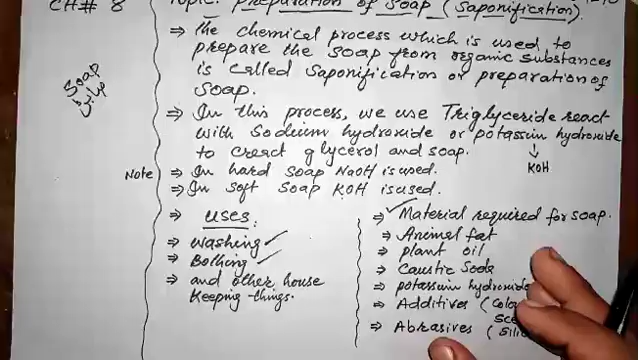 CH# 8
Topic: Preparation of Soap (Saponification).
⇒ The chemical process which is used, to
prepare the soap from organic substances
is called Saponification or preparation of
Soap.
Soap
⇒ In this process, we use Triglyceride react
with Sodium hydroxide or potassium hydroxide
to creact glycerol and soap.
↓
KOH
Note
⇒ In hard soap NaOH is used.
⇒ In soft Soap KOH is used.
⇒ uses:
⇒ washing ✓
⇒ Bathing ✓
⇒ and other house
Keeping things.
⇒ Material required for soap.
⇒ Animel fat
⇒ plant oil
⇒ Caustic Soda
⇒ potassium hydroxide
⇒ Additives (
⇒ Abrasives (